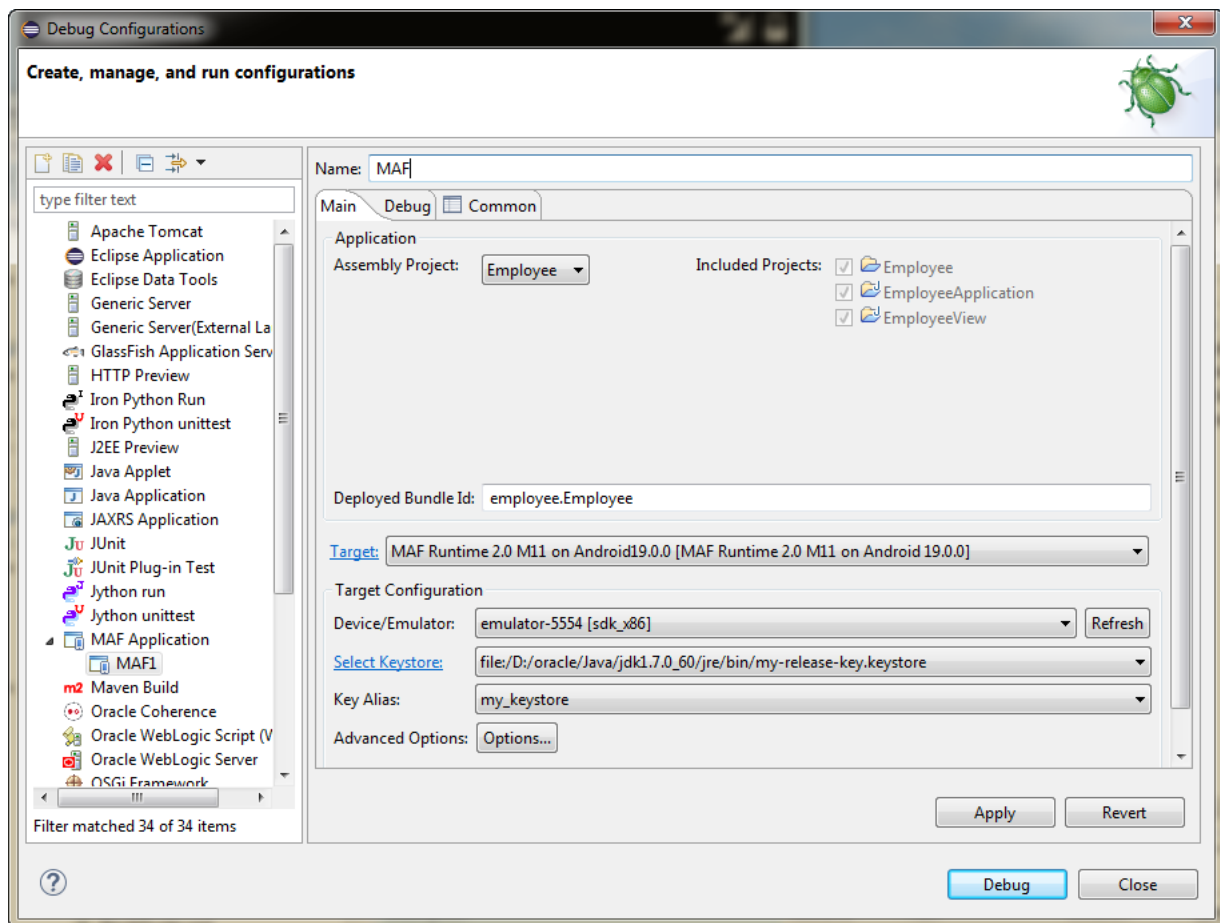 Debug Configurations
Create, manage, and run configurations
type filter text
Apache Tomcat
Eclipse Application
Eclipse Data Tools
Generic Server
Generic Server(External La
GlassFish Application Serv
HTTP Preview
Iron Python Run
Iron Python unittest
J2EE Preview
Java Applet
Java Application
JAXRS Application
Ju JUnit
JUnit Plug-in Test
Jython run
Jython unittest
MAF Application
MAF1
m2 Maven Build
Oracle Coherence
Oracle WebLogic Script (W
Oracle WebLogic Server
OSGi Framework
Filter matched 34 of 34 items
Name: MAF
Main Debug Common
Application
Assembly Project: Employee Included Projects: Employee
EmployeeApplication
EmployeeView
Deployed Bundle Id: employee.Employee
Target: MAF Runtime 2.0 M11 on Android19.0.0 [MAF Runtime 2.0 M11 on Android 19.0.0]
Target Configuration
Device/Emulator: emulator-5554 [sdk_x86] Refresh
Select Keystore: file:/D:/oracle/Java/jdk1.7.0_60/jre/bin/my-release-key.keystore
Key Alias: my_keystore
Advanced Options: Options...
Apply Revert
? Debug Close